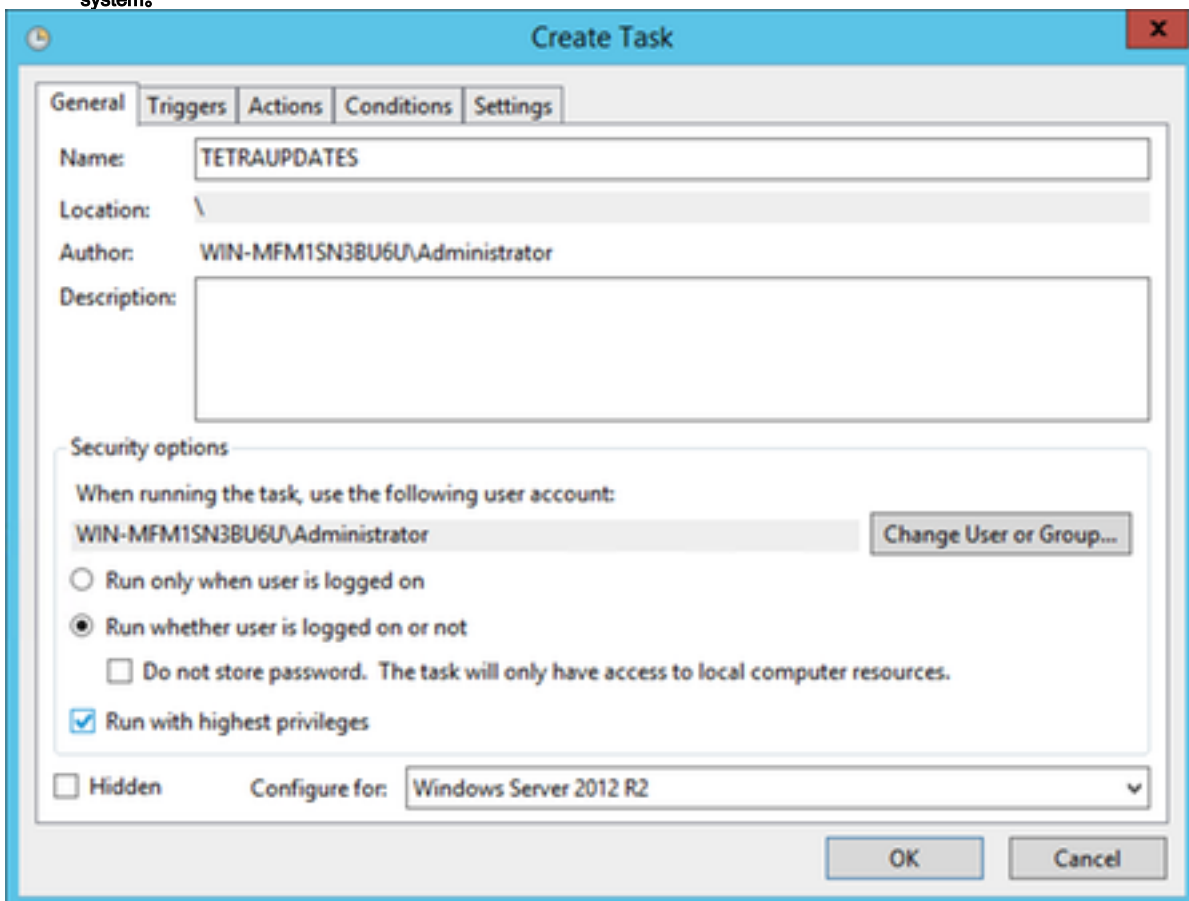 system。
Create Task
x
General Triggers Actions Conditions Settings
Name: TETRAUPDATES
Location: \
Author: WIN-MFM1SN3BU6U\Administrator
Description:
Security options
When running the task, use the following user account:
WIN-MFM1SN3BU6U\Administrator Change User or Group...
Run only when user is logged on
Run whether user is logged on or not
Do not store password. The task will only have access to local computer resources.
Run with highest privileges
Hidden Configure for: Windows Server 2012 R2
OK Cancel